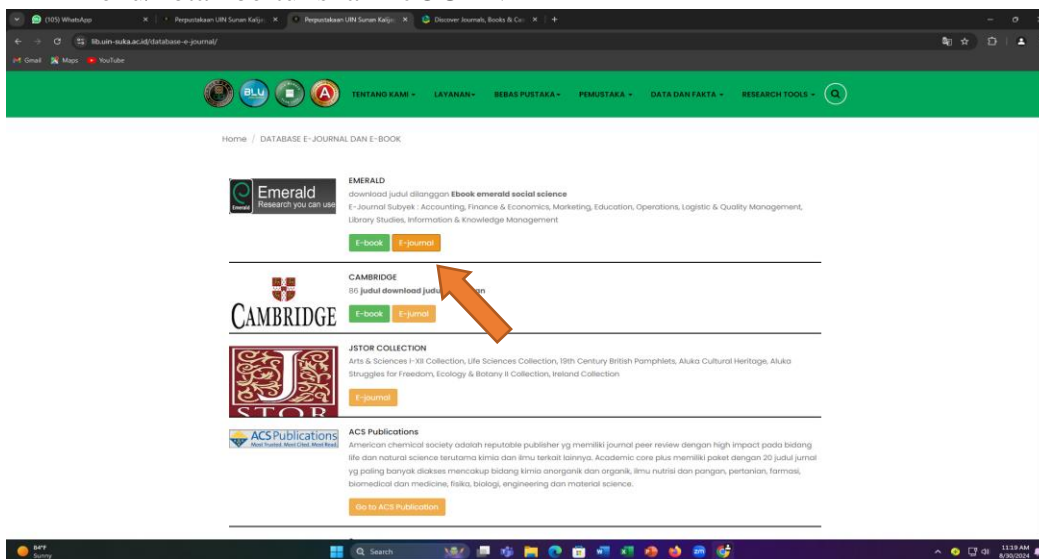 (105) WhatsApp
Perpustakaan UIN Sunan Kalija
Perpustakaan UIN Sunan Kalija
Discover Journals, Books & Ca
lib.uin-suka.ac.id/database-e-journal/
Gmail Maps YouTube
BLU A TENTANG KAMI LAYANAN BEBAS PUSTAKA PEMUSTAKA DATA DAN FAKTA RESEARCH TOOLS
Home / DATABASE E-JOURNAL DAN E-BOOK
Emerald
Research you can use
EMERALD
download judul dilanggan Ebook emerald social science
E-Journal Subyek : Accounting, Finance & Economics, Marketing, Education, Operations, Logistic & Quality Management,
Library Studies, Information & Knowledge Management
E-book E-journal
CAMBRIDGE
CAMBRIDGE
86 judul download judu an
E-book E-jurnal
JSTOR
JSTOR COLLECTION
Arts & Sciences I-XII Collection, Life Sciences Collection, 19th Century British Pamphlets, Aluka Cultural Heritage, Aluka
Struggles for Freedom, Ecology & Botany II Collection, Ireland Collection
E-journal
ACS Publications
Most Trusted. Most Cited. Most Read.
ACS Publications
American chemical society adalah reputable publisher yg memiliki journal peer review dengan high impact pada bidang
life dan natural science terutama kimia dan ilmu terkait lainnya. Academic core plus memiliki paket dengan 20 judul jurnal
yg paling banyak diakses mencakup bidang kimia anorganik dan organik, ilmu nutrisi dan pangan, pertanian, farmasi,
biomedical dan medicine, fisika, biologi, engineering dan material science.
Go to ACS Publication
84°F
Sunny
Search
11:19 AM
8/30/2024